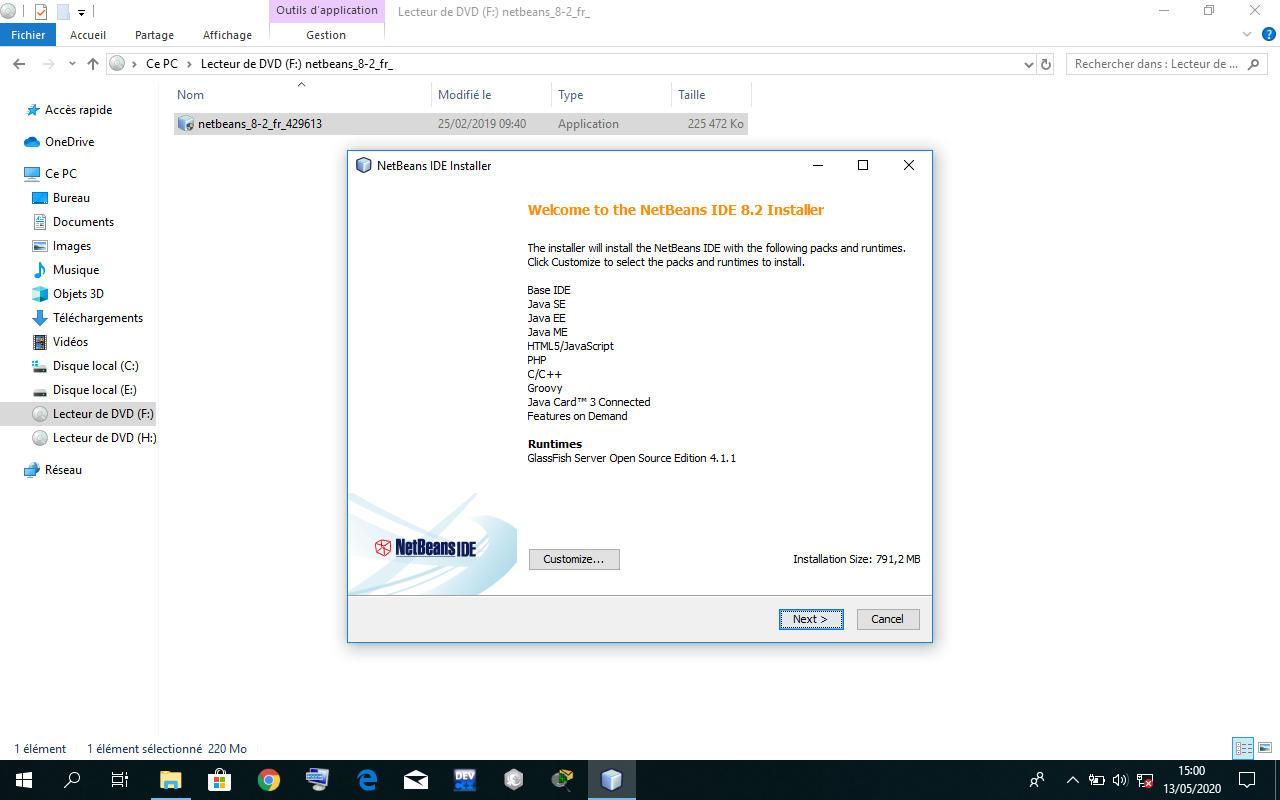 Outils d'application
Lecteur de DVD (F:) netbeans_8-2_fr_
Fichier
Accueil
Partage
Affichage
Gestion
Ce PC
Lecteur de DVD (F:) netbeans_8-2_fr_
Rechercher dans : Lecteur de ...
Nom
Modifié le
Type
Taille
netbeans_8-2_fr_429613
25/02/2019 09:40
Application
225 472 Ko
Accès rapide
OneDrive
Ce PC
Bureau
Documents
Images
Musique
Objets 3D
Téléchargements
Vidéos
Disque local (C:)
Disque local (E:)
Lecteur de DVD (F:)
Lecteur de DVD (H:)
Réseau
NetBeans IDE Installer
Welcome to the NetBeans IDE 8.2 Installer
The installer will install the NetBeans IDE with the following packs and runtimes.
Click Customize to select the packs and runtimes to install.
Base IDE
Java SE
Java EE
Java ME
HTML5/JavaScript
PHP
C/C++
Groovy
Java Card™ 3 Connected
Features on Demand
Runtimes
GlassFish Server Open Source Edition 4.1.1
NetBeans IDE
Customize...
Installation Size: 791,2 MB
Next >
Cancel
1 élément
1 élément sélectionné 220 Mo
DEV
15:00
13/05/2020